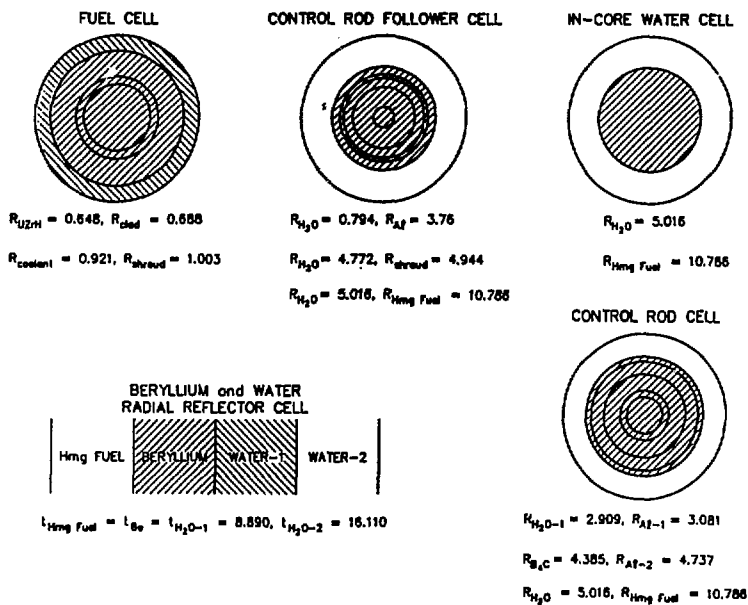 FUEL CELL
R_UZrH = 0.648, R_clad = 0.688
R_coolant = 0.921, R_shroud = 1.003
CONTROL ROD FOLLOWER CELL
R_H2O = 0.794, R_Aℓ = 3.76
R_H2O = 4.772, R_shroud = 4.944
R_H2O = 5.016, R_Hmg Fuel = 10.788
IN-CORE WATER CELL
R_H2O = 5.016
R_Hmg Fuel = 10.788
BERYLLIUM and WATER
RADIAL REFLECTOR CELL
Hmg FUEL BERYLLIUM WATER-1 WATER-2
t_Hmg Fuel = t_Be = t_H2O-1 = 8.890, t_H2O-2 = 16.110
CONTROL ROD CELL
R_H2O-1 = 2.909, R_Aℓ-1 = 3.081
R_B4C = 4.385, R_Aℓ-2 = 4.737
R_H2O = 5.016, R_Hmg Fuel = 10.788